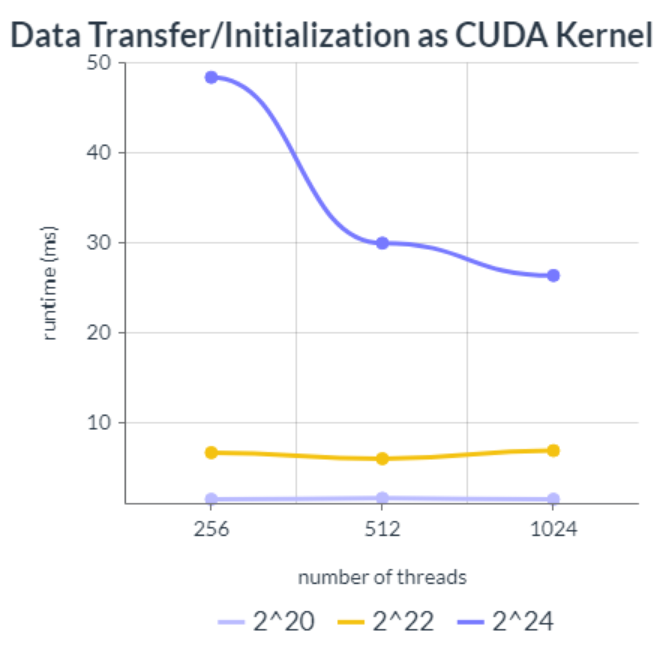 Data Transfer/Initialization as CUDA Kernel
50
40
30
20
10
runtime (ms)
256 512 1024
number of threads
2^20 2^22 2^24